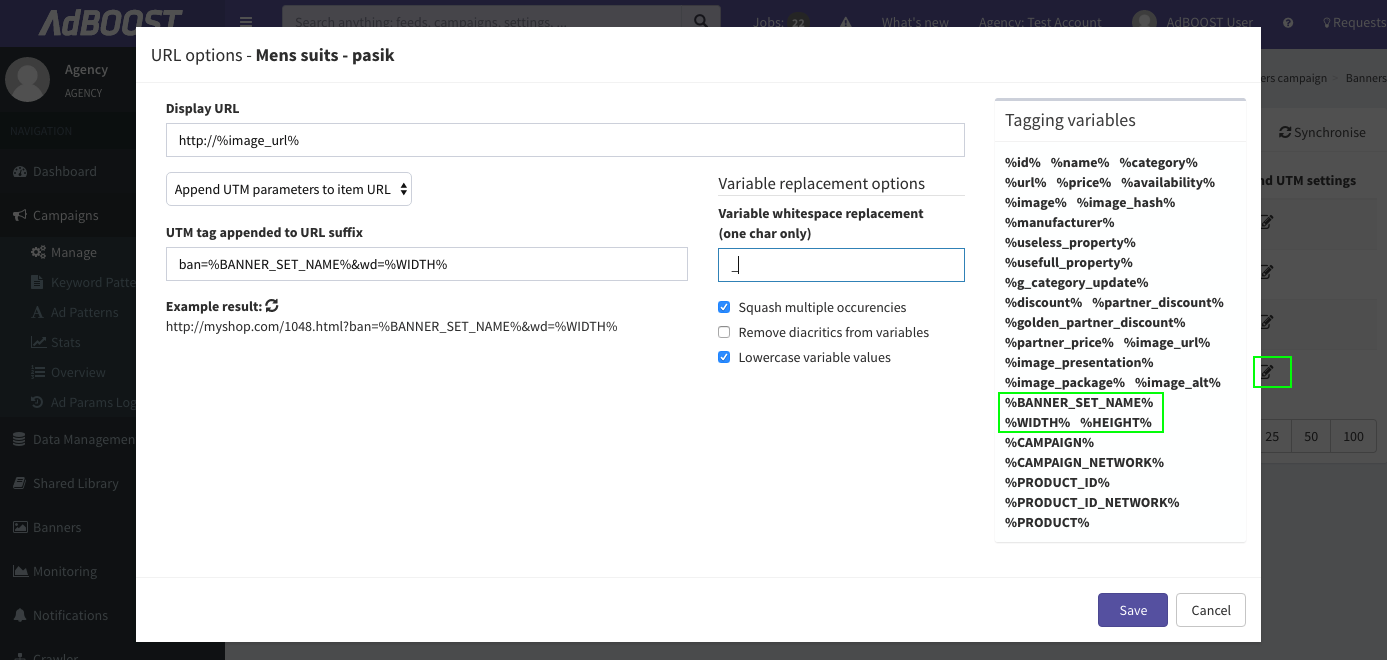 AdBOOST
Search anything: feeds, campaigns, settings, ...
Jobs: 22
What's new
Agency: Test Account
AdBOOST User
Requests
Agency
AGENCY
NAVIGATION
Dashboard
Campaigns
Manage
Keyword Patte
Ad Patterns
Stats
Overview
Ad Params Log
Data Managemen
Shared Library
Banners
Monitoring
Notifications
Crawler
URL options - Mens suits - pasik
Display URL
http://%image_url%
Append UTM parameters to item URL
UTM tag appended to URL suffix
ban=%BANNER_SET_NAME%&wd=%WIDTH%
Example result:
http://myshop.com/1048.html?ban=%BANNER_SET_NAME%&wd=%WIDTH%
Variable replacement options
Variable whitespace replacement
(one char only)
_
Squash multiple occurencies
Remove diacritics from variables
Lowercase variable values
Tagging variables
%id% %name% %category%
%url% %price% %availability%
%image% %image_hash%
%manufacturer%
%useless_property%
%usefull_property%
%g_category_update%
%discount% %partner_discount%
%golden_partner_discount%
%partner_price% %image_url%
%image_presentation%
%image_package% %image_alt%
%BANNER_SET_NAME%
%WIDTH% %HEIGHT%
%CAMPAIGN%
%CAMPAIGN_NETWORK%
%PRODUCT_ID%
%PRODUCT_ID_NETWORK%
%PRODUCT%
Save
Cancel
ers campaign
Banners
Synchronise
nd UTM settings
25
50
100